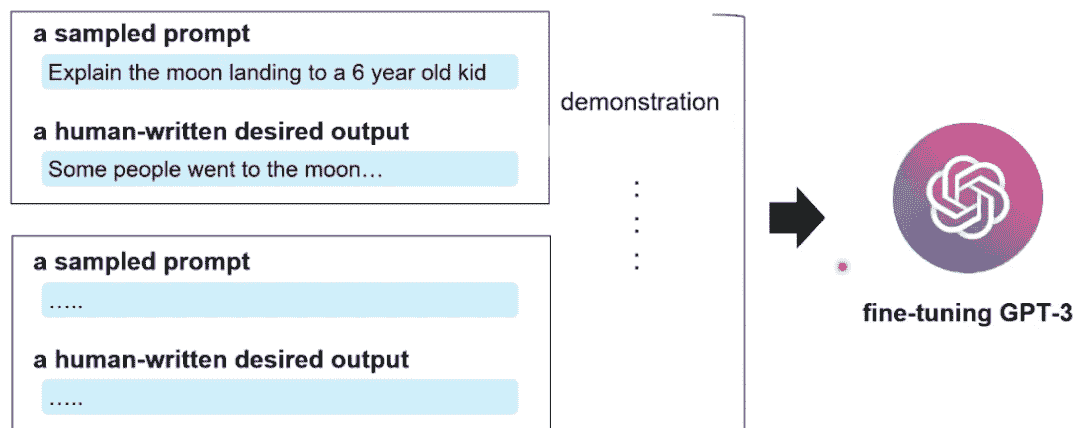 a sampled prompt
Explain the moon landing to a 6 year old kid
a human-written desired output
Some people went to the moon…
demonstration
a sampled prompt
…..
a human-written desired output
…..
fine-tuning GPT-3